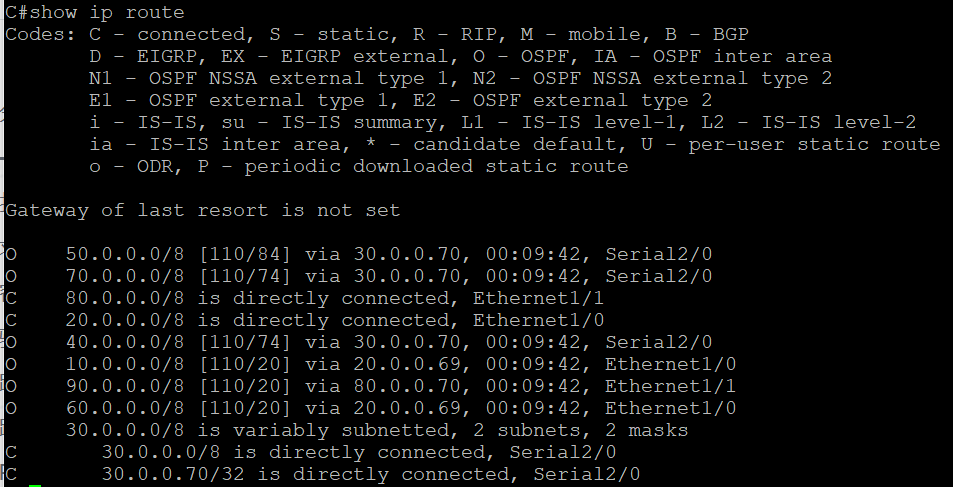 C#show ip route
Codes: C - connected, S - static, R - RIP, M - mobile, B - BGP
       D - EIGRP, EX - EIGRP external, O - OSPF, IA - OSPF inter area
       N1 - OSPF NSSA external type 1, N2 - OSPF NSSA external type 2
       E1 - OSPF external type 1, E2 - OSPF external type 2
       i - IS-IS, su - IS-IS summary, L1 - IS-IS level-1, L2 - IS-IS level-2
       ia - IS-IS inter area, * - candidate default, U - per-user static route
       o - ODR, P - periodic downloaded static route

Gateway of last resort is not set

O    50.0.0.0/8 [110/84] via 30.0.0.70, 00:09:42, Serial2/0
O    70.0.0.0/8 [110/74] via 30.0.0.70, 00:09:42, Serial2/0
C    80.0.0.0/8 is directly connected, Ethernet1/1
C    20.0.0.0/8 is directly connected, Ethernet1/0
O    40.0.0.0/8 [110/74] via 30.0.0.70, 00:09:42, Serial2/0
O    10.0.0.0/8 [110/20] via 20.0.0.69, 00:09:42, Ethernet1/0
O    90.0.0.0/8 [110/20] via 80.0.0.70, 00:09:42, Ethernet1/1
O    60.0.0.0/8 [110/20] via 20.0.0.69, 00:09:42, Ethernet1/0
     30.0.0.0/8 is variably subnetted, 2 subnets, 2 masks
C       30.0.0.0/8 is directly connected, Serial2/0
C       30.0.0.70/32 is directly connected, Serial2/0